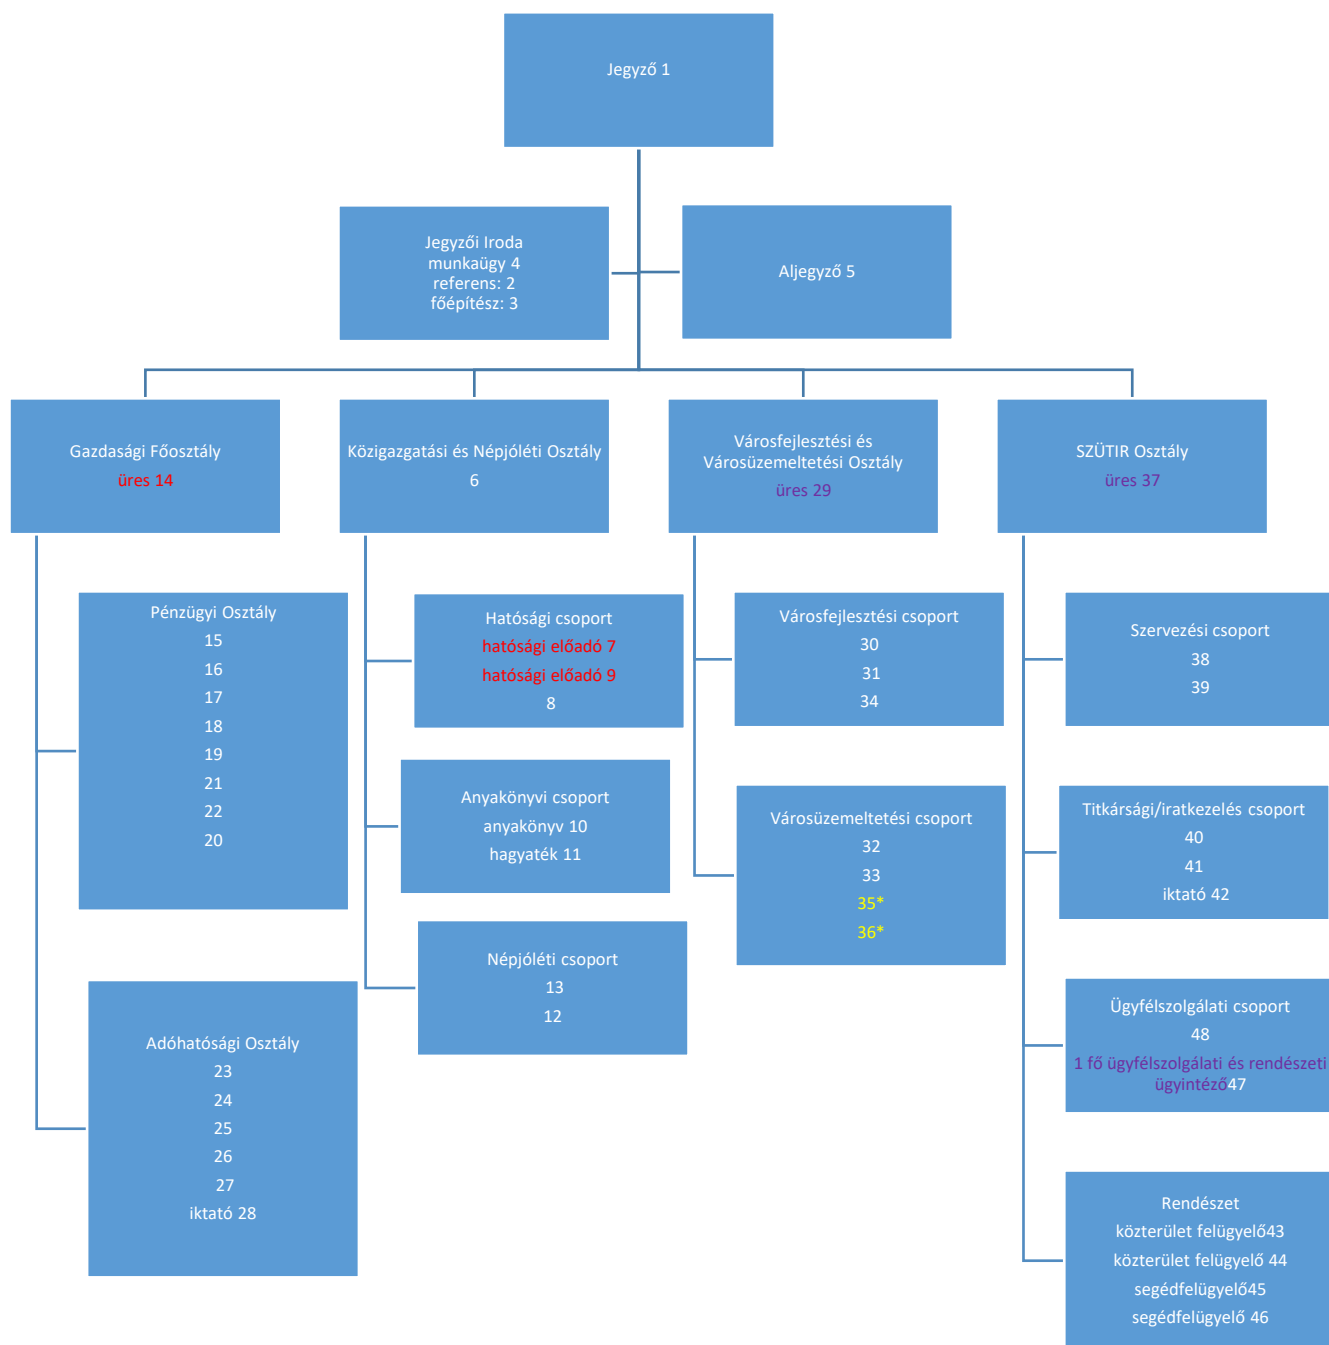 Jegyző 1
Jegyzői Iroda
munkaügy 4
referens: 2
főépítész: 3
Aljegyző 5
Gazdasági Főosztály
üres 14
Közigazgatási és Népjóléti Osztály
6
Városfejlesztési és
Városüzemeltetési Osztály
üres 29
SZÜTIR Osztály
üres 37
Pénzügyi Osztály
15
16
17
18
19
21
22
20
Adóhatósági Osztály
23
24
25
26
27
iktató 28
Hatósági csoport
hatósági előadó 7
hatósági előadó 9
8
Anyakönyvi csoport
anyakönyv 10
hagyaték 11
Népjóléti csoport
13
12
Városfejlesztési csoport
30
31
34
Városüzemeltetési csoport
32
33
35*
36*
Szervezési csoport
38
39
Titkársági/iratkezelés csoport
40
41
iktató 42
Ügyfélszolgálati csoport
48
1 fő ügyfélszolgálati és rendészeti
ügyintéző47
Rendészet
közterület felügyelő43
közterület felügyelő 44
segédfelügyelő45
segédfelügyelő 46